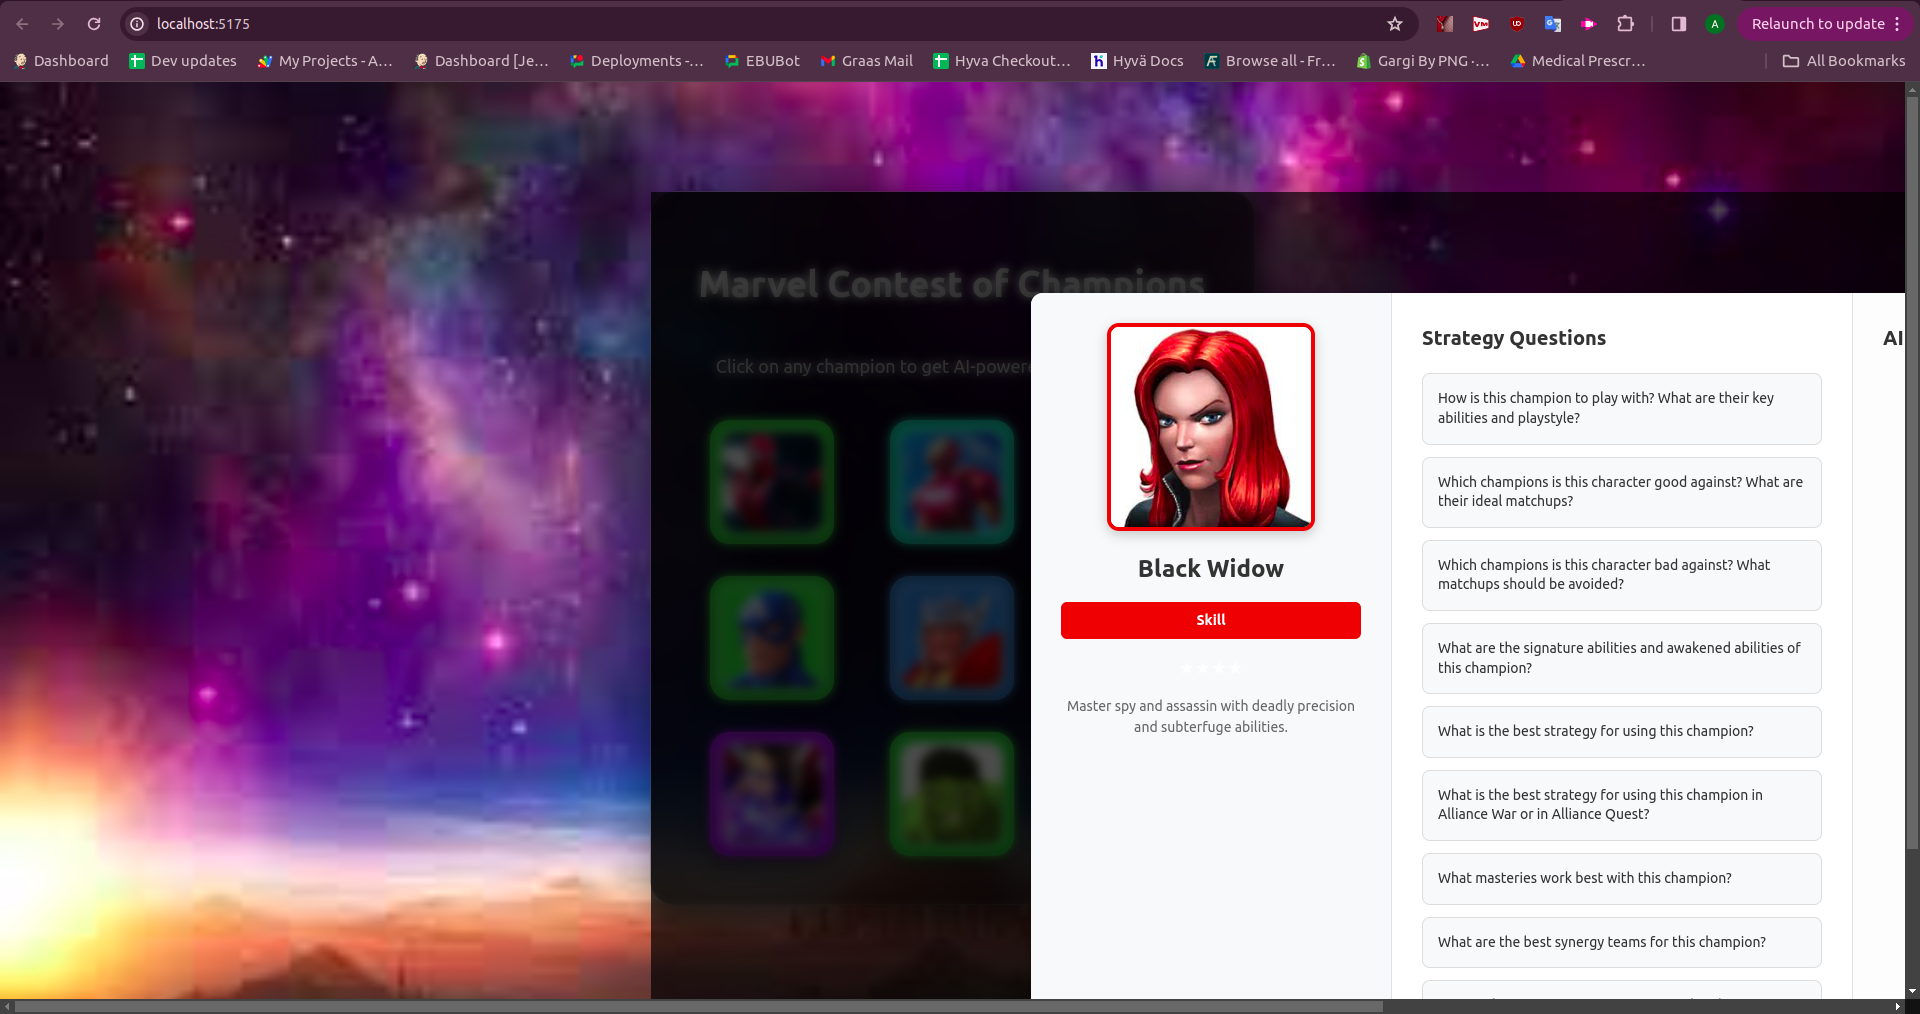 localhost:5175
Relaunch to update
A
Dashboard
Dev updates
My Projects - A...
Dashboard [Je...
Deployments -...
EBUBot
Graas Mail
Hyva Checkout...
Hyvä Docs
Browse all - Fr...
Gargi By PNG -...
Medical Prescr...
All Bookmarks
Marvel Contest of Champions
Click on any champion to get AI-power
Black Widow
Skill
★★★★
Master spy and assassin with deadly precision
and subterfuge abilities.
Strategy Questions
How is this champion to play with? What are their key
abilities and playstyle?
Which champions is this character good against? What are
their ideal matchups?
Which champions is this character bad against? What
matchups should be avoided?
What are the signature abilities and awakened abilities of
this champion?
What is the best strategy for using this champion?
What is the best strategy for using this champion in
Alliance War or in Alliance Quest?
What masteries work best with this champion?
What are the best synergy teams for this champion?
AI